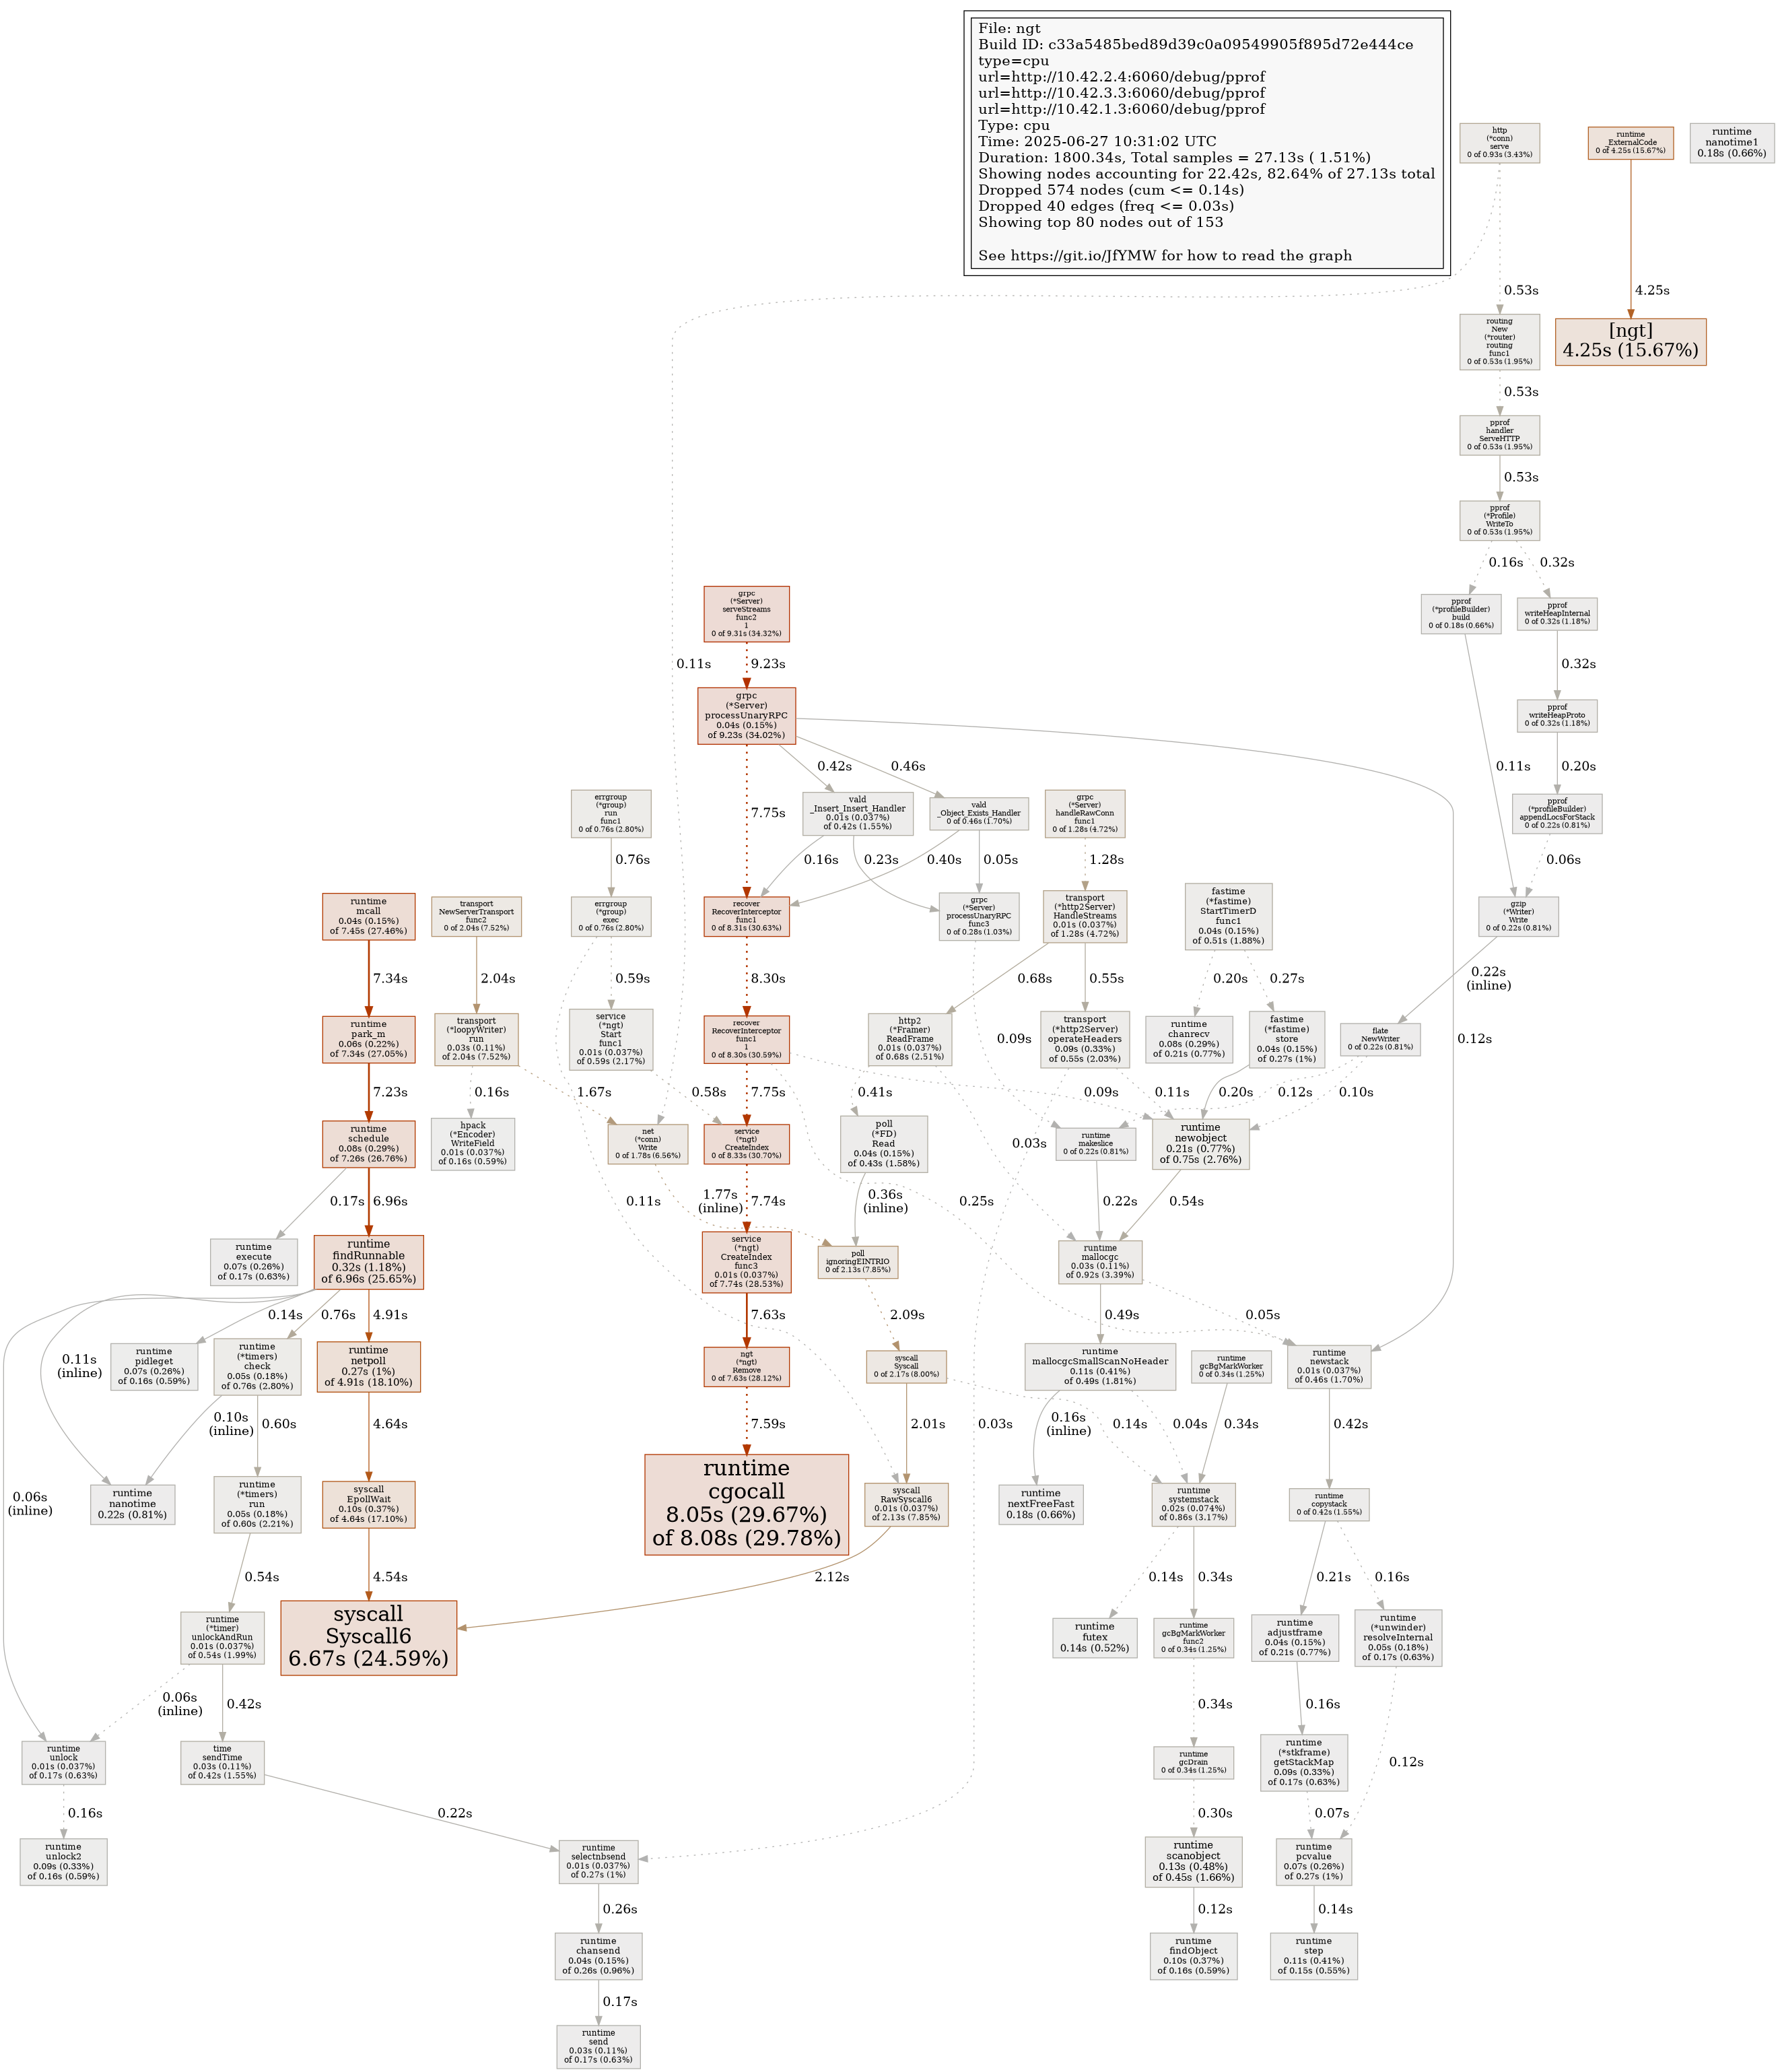 File: ngt
Build ID: c33a5485bed89d39c0a09549905f895d72e444ce
type=cpu
url=http://10.42.2.4:6060/debug/pprof
url=http://10.42.3.3:6060/debug/pprof
url=http://10.42.1.3:6060/debug/pprof
Type: cpu
Time: 2025-06-27 10:31:02 UTC
Duration: 1800.34s, Total samples = 27.13s ( 1.51%)
Showing nodes accounting for 22.42s, 82.64% of 27.13s total
Dropped 574 nodes (cum <= 0.14s)
Dropped 40 edges (freq <= 0.03s)
Showing top 80 nodes out of 153
See https://git.io/JfYMW for how to read the graph
http
(*conn)
serve
0 of 0.93s (3.43%)
runtime
_ExternalCode
0 of 4.25s (15.67%)
runtime
nanotime1
0.18s (0.66%)
0.53s
4.25s
routing
New
(*router)
routing
func1
0 of 0.53s (1.95%)
[ngt]
4.25s (15.67%)
0.53s
pprof
handler
ServeHTTP
0 of 0.53s (1.95%)
0.53s
pprof
(*Profile)
WriteTo
0 of 0.53s (1.95%)
0.16s
0.32s
grpc
(*Server)
serveStreams
func2
1
0 of 9.31s (34.32%)
pprof
(*profileBuilder)
build
0 of 0.18s (0.66%)
pprof
writeHeapInternal
0 of 0.32s (1.18%)
0.11s
9.23s
0.32s
grpc
(*Server)
processUnaryRPC
0.04s (0.15%)
of 9.23s (34.02%)
pprof
writeHeapProto
0 of 0.32s (1.18%)
0.42s
0.46s
0.11s
0.20s
errgroup
(*group)
run
func1
0 of 0.76s (2.80%)
7.75s
vald
_Insert_Insert_Handler
0.01s (0.037%)
of 0.42s (1.55%)
vald
_Object_Exists_Handler
0 of 0.46s (1.70%)
grpc
(*Server)
handleRawConn
func1
0 of 1.28s (4.72%)
pprof
(*profileBuilder)
appendLocsForStack
0 of 0.22s (0.81%)
0.76s
0.16s
0.23s
0.40s
0.05s
1.28s
0.06s
runtime
mcall
0.04s (0.15%)
of 7.45s (27.46%)
transport
NewServerTransport
func2
0 of 2.04s (7.52%)
errgroup
(*group)
exec
0 of 0.76s (2.80%)
recover
RecoverInterceptor
func1
0 of 8.31s (30.63%)
grpc
(*Server)
processUnaryRPC
func3
0 of 0.28s (1.03%)
transport
(*http2Server)
HandleStreams
0.01s (0.037%)
of 1.28s (4.72%)
fastime
(*fastime)
StartTimerD
func1
0.04s (0.15%)
of 0.51s (1.88%)
gzip
(*Writer)
Write
0 of 0.22s (0.81%)
7.34s
2.04s
0.59s
8.30s
0.68s
0.55s
0.20s
0.27s
0.22s
(inline)
runtime
park_m
0.06s (0.22%)
of 7.34s (27.05%)
transport
(*loopyWriter)
run
0.03s (0.11%)
of 2.04s (7.52%)
service
(*ngt)
Start
func1
0.01s (0.037%)
of 0.59s (2.17%)
recover
RecoverInterceptor
func1
1
0 of 8.30s (30.59%)
http2
(*Framer)
ReadFrame
0.01s (0.037%)
of 0.68s (2.51%)
0.09s
transport
(*http2Server)
operateHeaders
0.09s (0.33%)
of 0.55s (2.03%)
runtime
chanrecv
0.08s (0.29%)
of 0.21s (0.77%)
fastime
(*fastime)
store
0.04s (0.15%)
of 0.27s (1%)
flate
NewWriter
0 of 0.22s (0.81%)
0.12s
7.23s
0.16s
1.67s
0.58s
7.75s
0.41s
0.09s
0.11s
0.20s
0.12s
0.10s
runtime
schedule
0.08s (0.29%)
of 7.26s (26.76%)
hpack
(*Encoder)
WriteField
0.01s (0.037%)
of 0.16s (0.59%)
net
(*conn)
Write
0 of 1.78s (6.56%)
service
(*ngt)
CreateIndex
0 of 8.33s (30.70%)
poll
(*FD)
Read
0.04s (0.15%)
of 0.43s (1.58%)
0.03s
runtime
makeslice
0 of 0.22s (0.81%)
runtime
newobject
0.21s (0.77%)
of 0.75s (2.76%)
0.17s
6.96s
0.11s
1.77s
(inline)
7.74s
0.36s
(inline)
0.25s
0.22s
0.54s
runtime
execute
0.07s (0.26%)
of 0.17s (0.63%)
runtime
findRunnable
0.32s (1.18%)
of 6.96s (25.65%)
service
(*ngt)
CreateIndex
func3
0.01s (0.037%)
of 7.74s (28.53%)
poll
ignoringEINTRIO
0 of 2.13s (7.85%)
runtime
mallocgc
0.03s (0.11%)
of 0.92s (3.39%)
0.14s
0.76s
4.91s
7.63s
2.09s
0.49s
0.05s
0.11s
(inline)
runtime
pidleget
0.07s (0.26%)
of 0.16s (0.59%)
runtime
(*timers)
check
0.05s (0.18%)
of 0.76s (2.80%)
runtime
netpoll
0.27s (1%)
of 4.91s (18.10%)
ngt
(*ngt)
Remove
0 of 7.63s (28.12%)
syscall
Syscall
0 of 2.17s (8.00%)
runtime
mallocgcSmallScanNoHeader
0.11s (0.41%)
of 0.49s (1.81%)
runtime
gcBgMarkWorker
0 of 0.34s (1.25%)
runtime
newstack
0.01s (0.037%)
of 0.46s (1.70%)
0.10s
(inline)
0.60s
4.64s
7.59s
2.01s
0.03s
0.16s
(inline)
0.14s
0.04s
0.34s
0.42s
0.06s
(inline)
runtime
nanotime
0.22s (0.81%)
runtime
(*timers)
run
0.05s (0.18%)
of 0.60s (2.21%)
syscall
EpollWait
0.10s (0.37%)
of 4.64s (17.10%)
runtime
cgocall
8.05s (29.67%)
of 8.08s (29.78%)
syscall
RawSyscall6
0.01s (0.037%)
of 2.13s (7.85%)
runtime
nextFreeFast
0.18s (0.66%)
runtime
systemstack
0.02s (0.074%)
of 0.86s (3.17%)
runtime
copystack
0 of 0.42s (1.55%)
0.54s
4.54s
2.12s
0.14s
0.34s
0.21s
0.16s
runtime
(*timer)
unlockAndRun
0.01s (0.037%)
of 0.54s (1.99%)
syscall
Syscall6
6.67s (24.59%)
runtime
futex
0.14s (0.52%)
runtime
gcBgMarkWorker
func2
0 of 0.34s (1.25%)
runtime
adjustframe
0.04s (0.15%)
of 0.21s (0.77%)
runtime
(*unwinder)
resolveInternal
0.05s (0.18%)
of 0.17s (0.63%)
0.06s
(inline)
0.42s
0.34s
0.16s
runtime
unlock
0.01s (0.037%)
of 0.17s (0.63%)
time
sendTime
0.03s (0.11%)
of 0.42s (1.55%)
runtime
gcDrain
0 of 0.34s (1.25%)
runtime
(*stkframe)
getStackMap
0.09s (0.33%)
of 0.17s (0.63%)
0.12s
0.16s
0.22s
0.30s
0.07s
runtime
unlock2
0.09s (0.33%)
of 0.16s (0.59%)
runtime
selectnbsend
0.01s (0.037%)
of 0.27s (1%)
runtime
scanobject
0.13s (0.48%)
of 0.45s (1.66%)
runtime
pcvalue
0.07s (0.26%)
of 0.27s (1%)
0.26s
0.12s
0.14s
runtime
chansend
0.04s (0.15%)
of 0.26s (0.96%)
runtime
findObject
0.10s (0.37%)
of 0.16s (0.59%)
runtime
step
0.11s (0.41%)
of 0.15s (0.55%)
0.17s
runtime
send
0.03s (0.11%)
of 0.17s (0.63%)